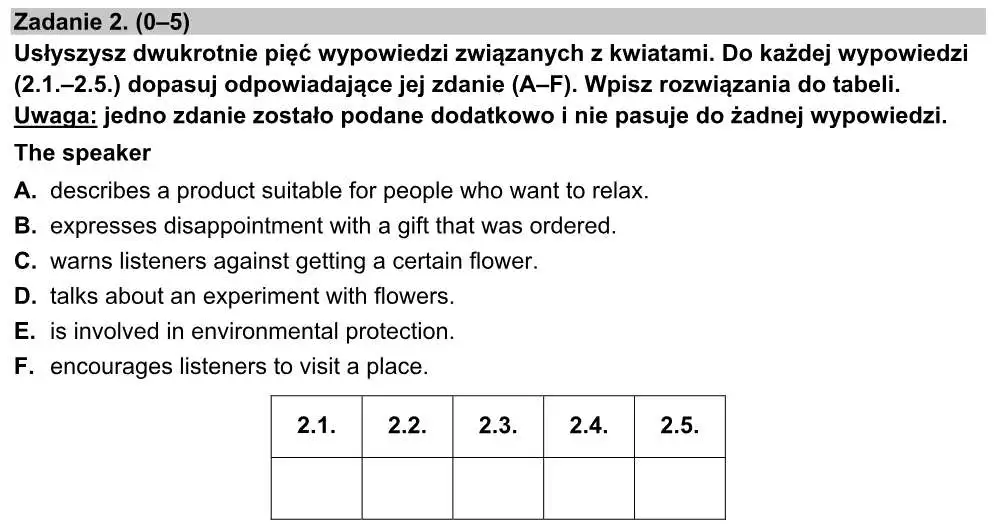 Zadanie 2. (0–5)
Usłyszysz dwukrotnie pięć wypowiedzi związanych z kwiatami. Do każdej wypowiedzi
(2.1.–2.5.) dopasuj odpowiadające jej zdanie (A–F). Wpisz rozwiązania do tabeli.
Uwaga: jedno zdanie zostało podane dodatkowo i nie pasuje do żadnej wypowiedzi.
The speaker
A. describes a product suitable for people who want to relax.
B. expresses disappointment with a gift that was ordered.
C. warns listeners against getting a certain flower.
D. talks about an experiment with flowers.
E. is involved in environmental protection.
F. encourages listeners to visit a place.
2.1. 2.2. 2.3. 2.4. 2.5.